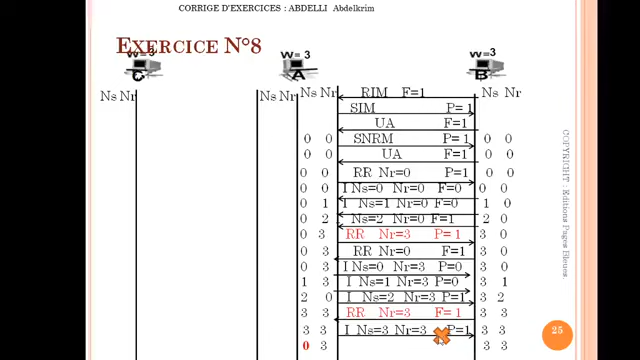 CORRIGE D'EXERCICES : ABDELLI Abdelkrim
EXERCICE N°8
W= 3 W= 3 W= 3
C A B
Ns Nr Ns Nr Ns Nr RIM F=1 Ns Nr
SIM P= 1
UA F=1
0 0 SNRM P= 1 0 0
0 0 UA F=1 0 0
0 0 RR Nr=0 P=1 0 0
0 0 I Ns=0 Nr=0 F=0 0 0
0 1 I Ns=1 Nr=0 F=0 1 0
0 2 I Ns=2 Nr=0 F=1 2 0
0 3 RR Nr=3 P= 1 3 0
0 3 RR Nr=0 F=1 3 0
0 3 I Ns=0 Nr=3 P=0 3 0
1 3 I Ns=1 Nr=3 P=0 3 1
2 0 I Ns=2 Nr=3 P=1 3 2
3 3 RR Nr=3 F= 1 3 3
3 3 I Ns=3 Nr=3 P=1 3 3
0 3 3 3
COPYRIGHT : Editions Pages Bleues.
25